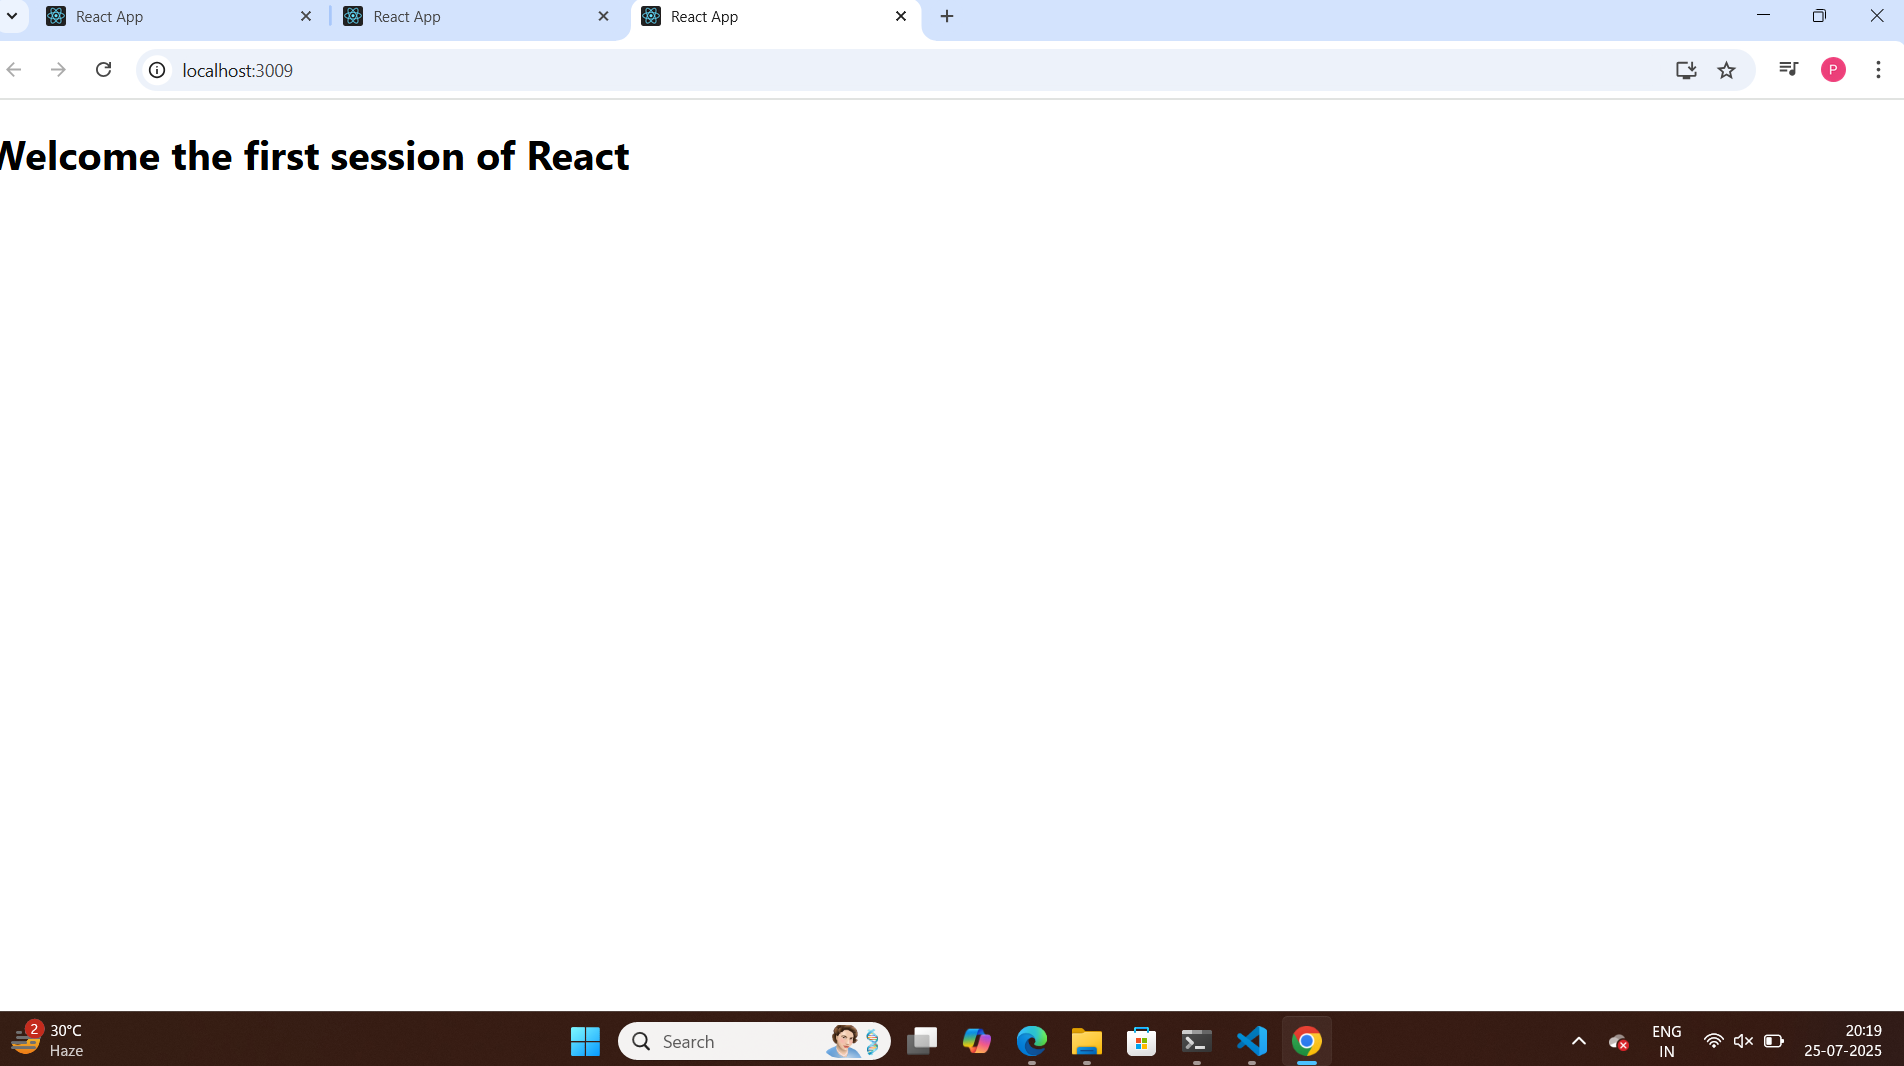 React App
React App
React App
localhost:3009
P
Welcome the first session of React
2
30°C
Haze
Search
ENG
IN
20:19
25-07-2025